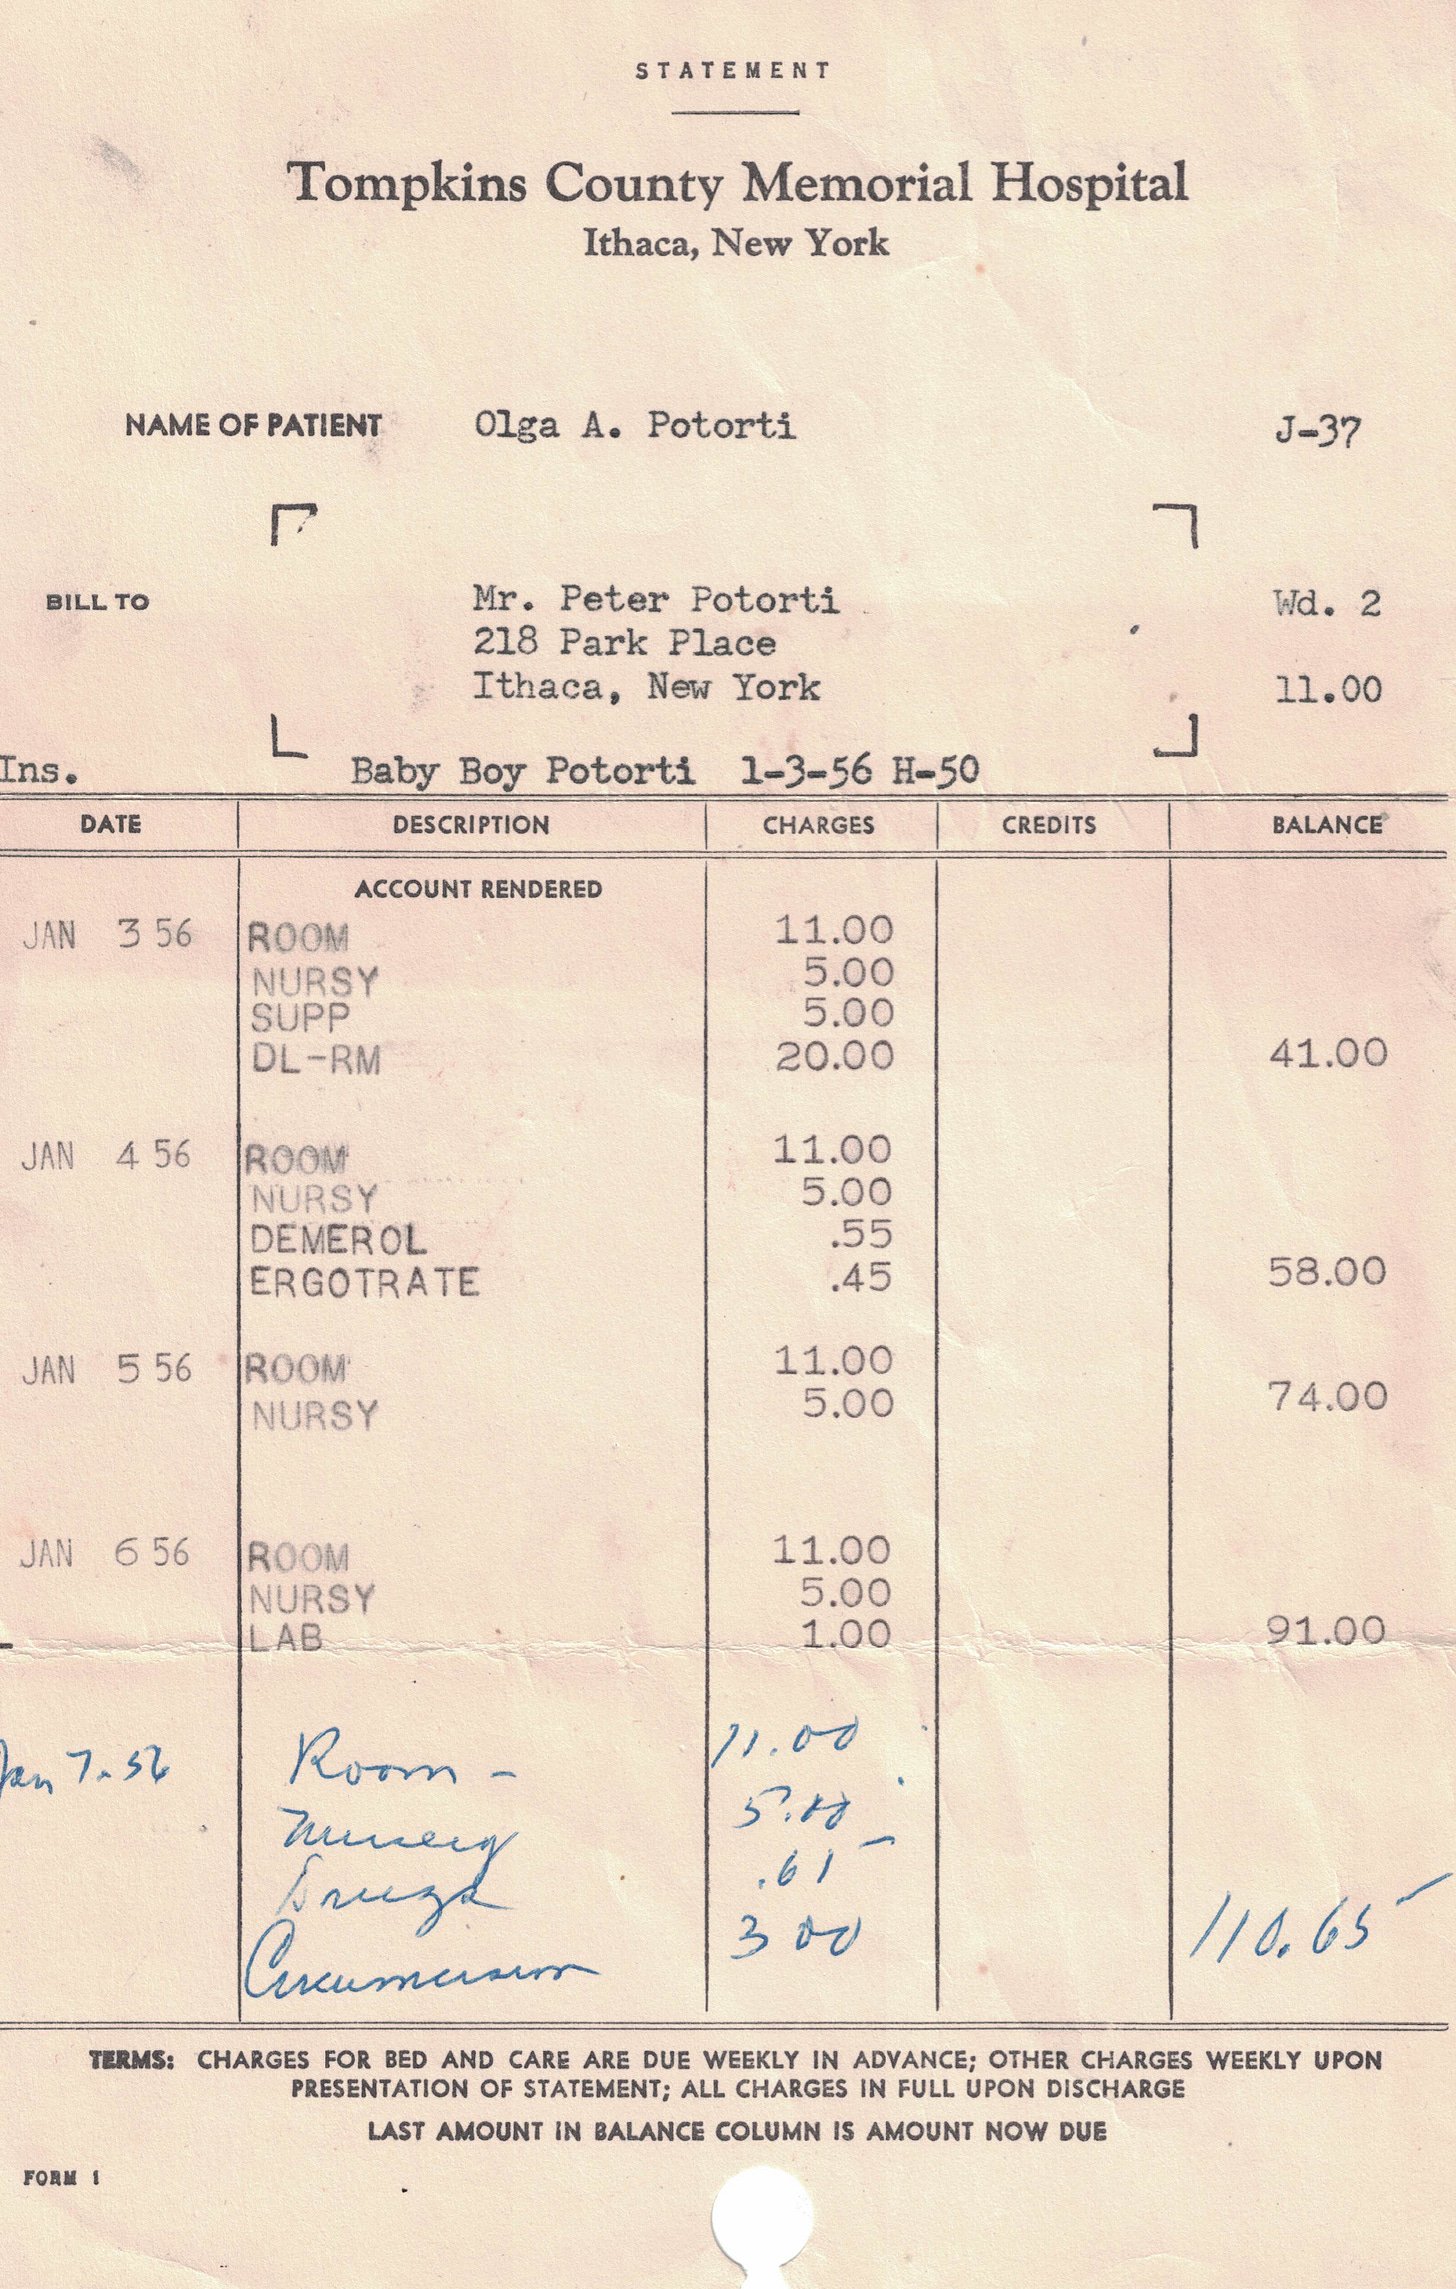 STATEMENT
Tompkins County Memorial Hospital
Ithaca, New York
NAME OF PATIENT Olga A. Potorti J-37
BILL TO Mr. Peter Potorti Wd. 2
218 Park Place
Ithaca, New York 11.00
Ins. Baby Boy Potorti 1-3-56 H-50
DATE DESCRIPTION CHARGES CREDITS BALANCE
ACCOUNT RENDERED
JAN 3 56 ROOM 11.00
NURSY 5.00
SUPP 5.00
DL-RM 20.00 41.00
JAN 4 56 ROOM 11.00
NURSY 5.00
DEMEROL .55
ERGOTRATE .45 58.00
JAN 5 56 ROOM 11.00
NURSY 5.00 74.00
JAN 6 56 ROOM 11.00
NURSY 5.00
LAB 1.00 91.00
Jan 7-56 Room - 11.00
Nursery 5.00
Drugs .65
Circumcision 3 00 110.65
TERMS: CHARGES FOR BED AND CARE ARE DUE WEEKLY IN ADVANCE; OTHER CHARGES WEEKLY UPON
PRESENTATION OF STATEMENT; ALL CHARGES IN FULL UPON DISCHARGE
LAST AMOUNT IN BALANCE COLUMN IS AMOUNT NOW DUE
FORM 1